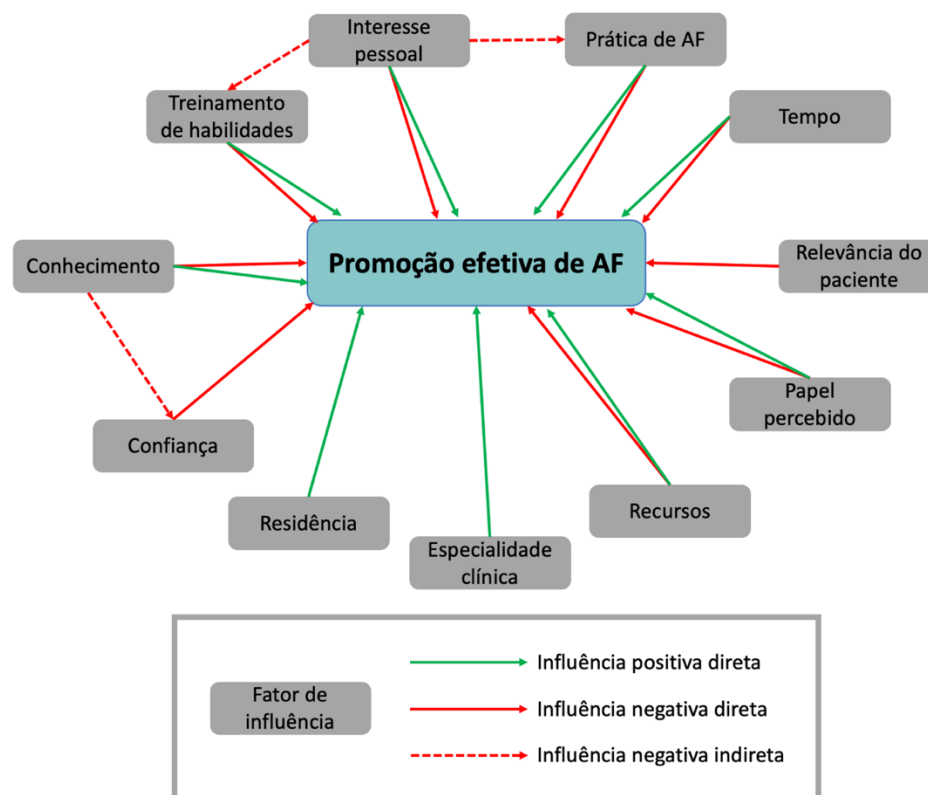 Interesse
pessoal
Prática de AF
Treinamento
de habilidades
Tempo
Conhecimento
Promoção efetiva de AF
Relevância do
paciente
Papel
percebido
Confiança
Residência
Especialidade
clínica
Recursos
Fator de
influência
Influência positiva direta
Influência negativa direta
Influência negativa indireta